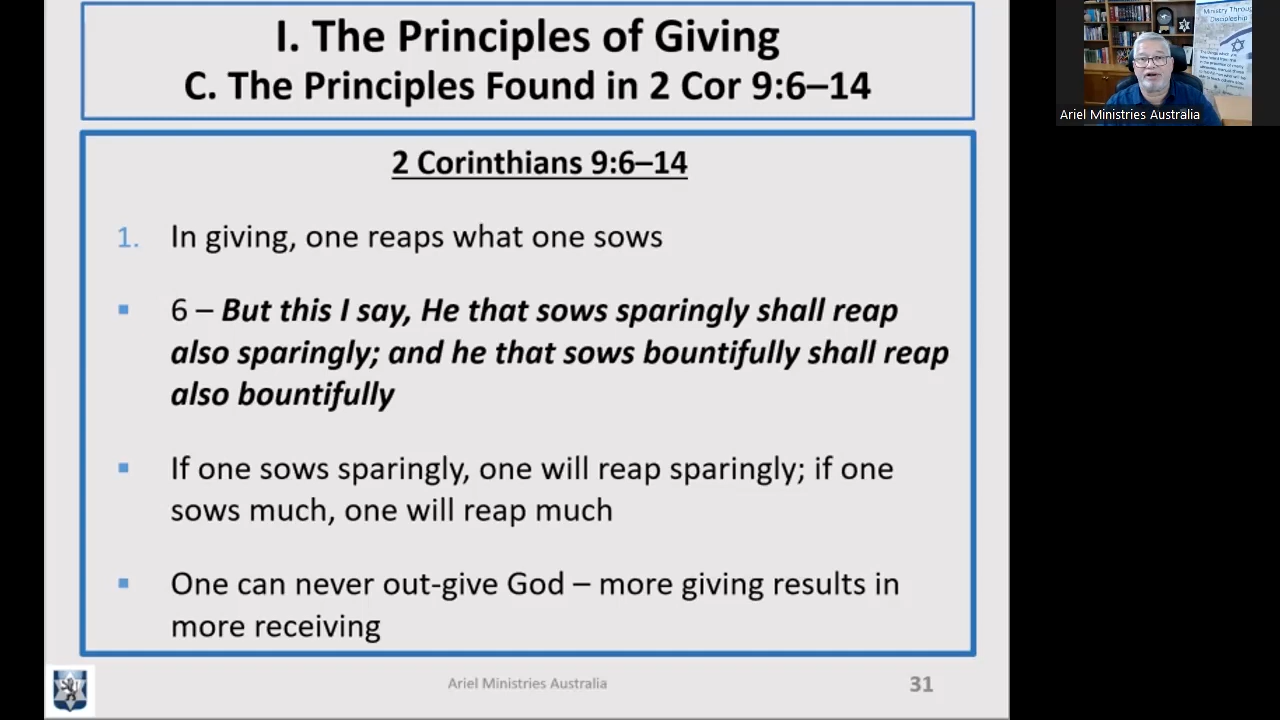 I. The Principles of Giving
C. The Principles Found in 2 Cor 9:6–14
2 Corinthians 9:6–14
1. In giving, one reaps what one sows
▪ 6 – But this I say, He that sows sparingly shall reap
also sparingly; and he that sows bountifully shall reap
also bountifully
▪ If one sows sparingly, one will reap sparingly; if one
sows much, one will reap much
▪ One can never out-give God – more giving results in
more receiving
Ariel Ministries Australia
31
Ministry Through
Discipleship
Ariel Ministries Australia